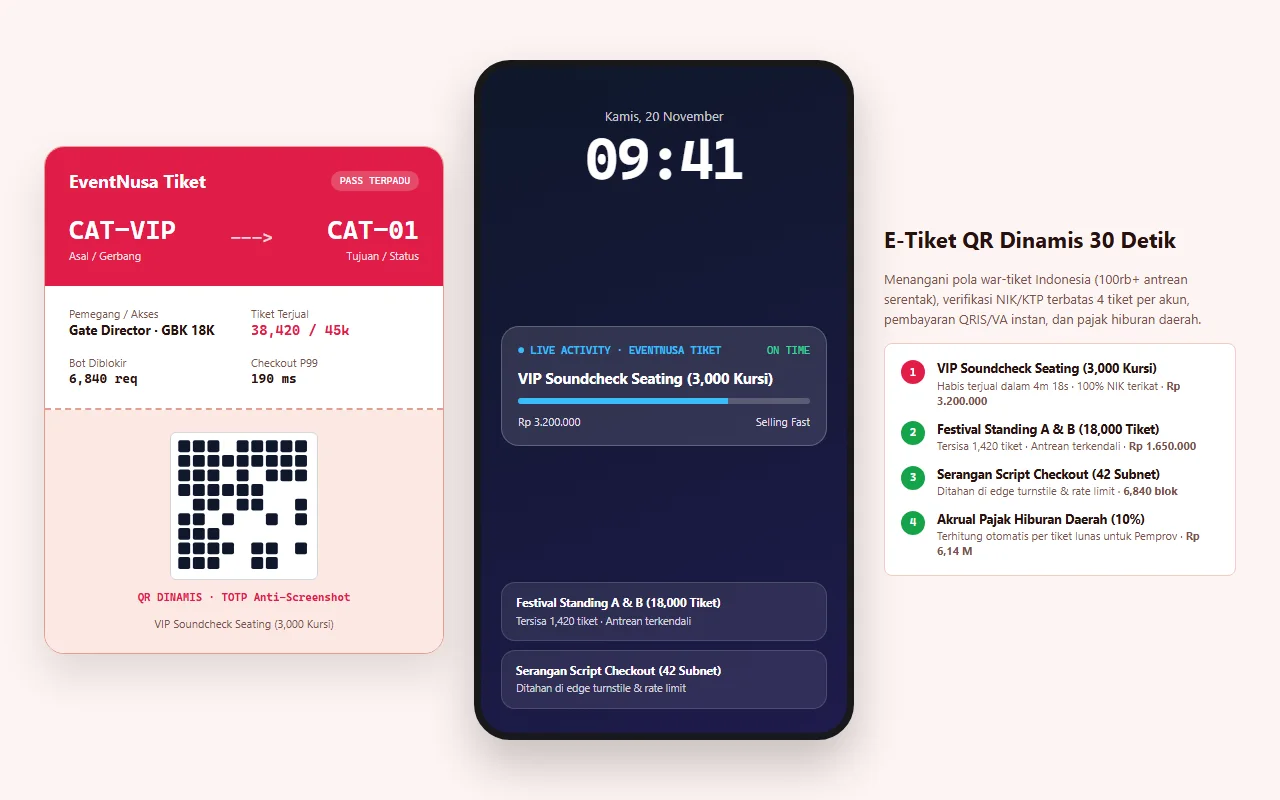 EventNusa Tiket
PASS TERPADU
CAT−VIP
−−−>
CAT−01
Asal / Gerbang
Tujuan / Status
Pemegang / Akses
Gate Director · GBK 18K
Tiket Terjual
38,420 / 45k
Bot Diblokir
6,840 req
Checkout P99
190 ms
QR DINAMIS · TOTP Anti-Screenshot
VIP Soundcheck Seating (3,000 Kursi)
Kamis, 20 November
09:41
● LIVE ACTIVITY · EVENTNUSA TIKET
ON TIME
VIP Soundcheck Seating (3,000 Kursi)
Rp 3.200.000
Selling Fast
Festival Standing A & B (18,000 Tiket)
Tersisa 1,420 tiket · Antrean terkendali
Serangan Script Checkout (42 Subnet)
Ditahan di edge turnstile & rate limit
E-Tiket QR Dinamis 30 Detik
Menangani pola war-tiket Indonesia (100rb+ antrean
serentak), verifikasi NIK/KTP terbatas 4 tiket per akun,
pembayaran QRIS/VA instan, dan pajak hiburan daerah.
1
VIP Soundcheck Seating (3,000 Kursi)
Habis terjual dalam 4m 18s · 100% NIK terikat · Rp
3.200.000
2
Festival Standing A & B (18,000 Tiket)
Tersisa 1,420 tiket · Antrean terkendali · Rp 1.650.000
3
Serangan Script Checkout (42 Subnet)
Ditahan di edge turnstile & rate limit · 6,840 blok
4
Akrual Pajak Hiburan Daerah (10%)
Terhitung otomatis per tiket lunas untuk Pemprov · Rp
6,14 M